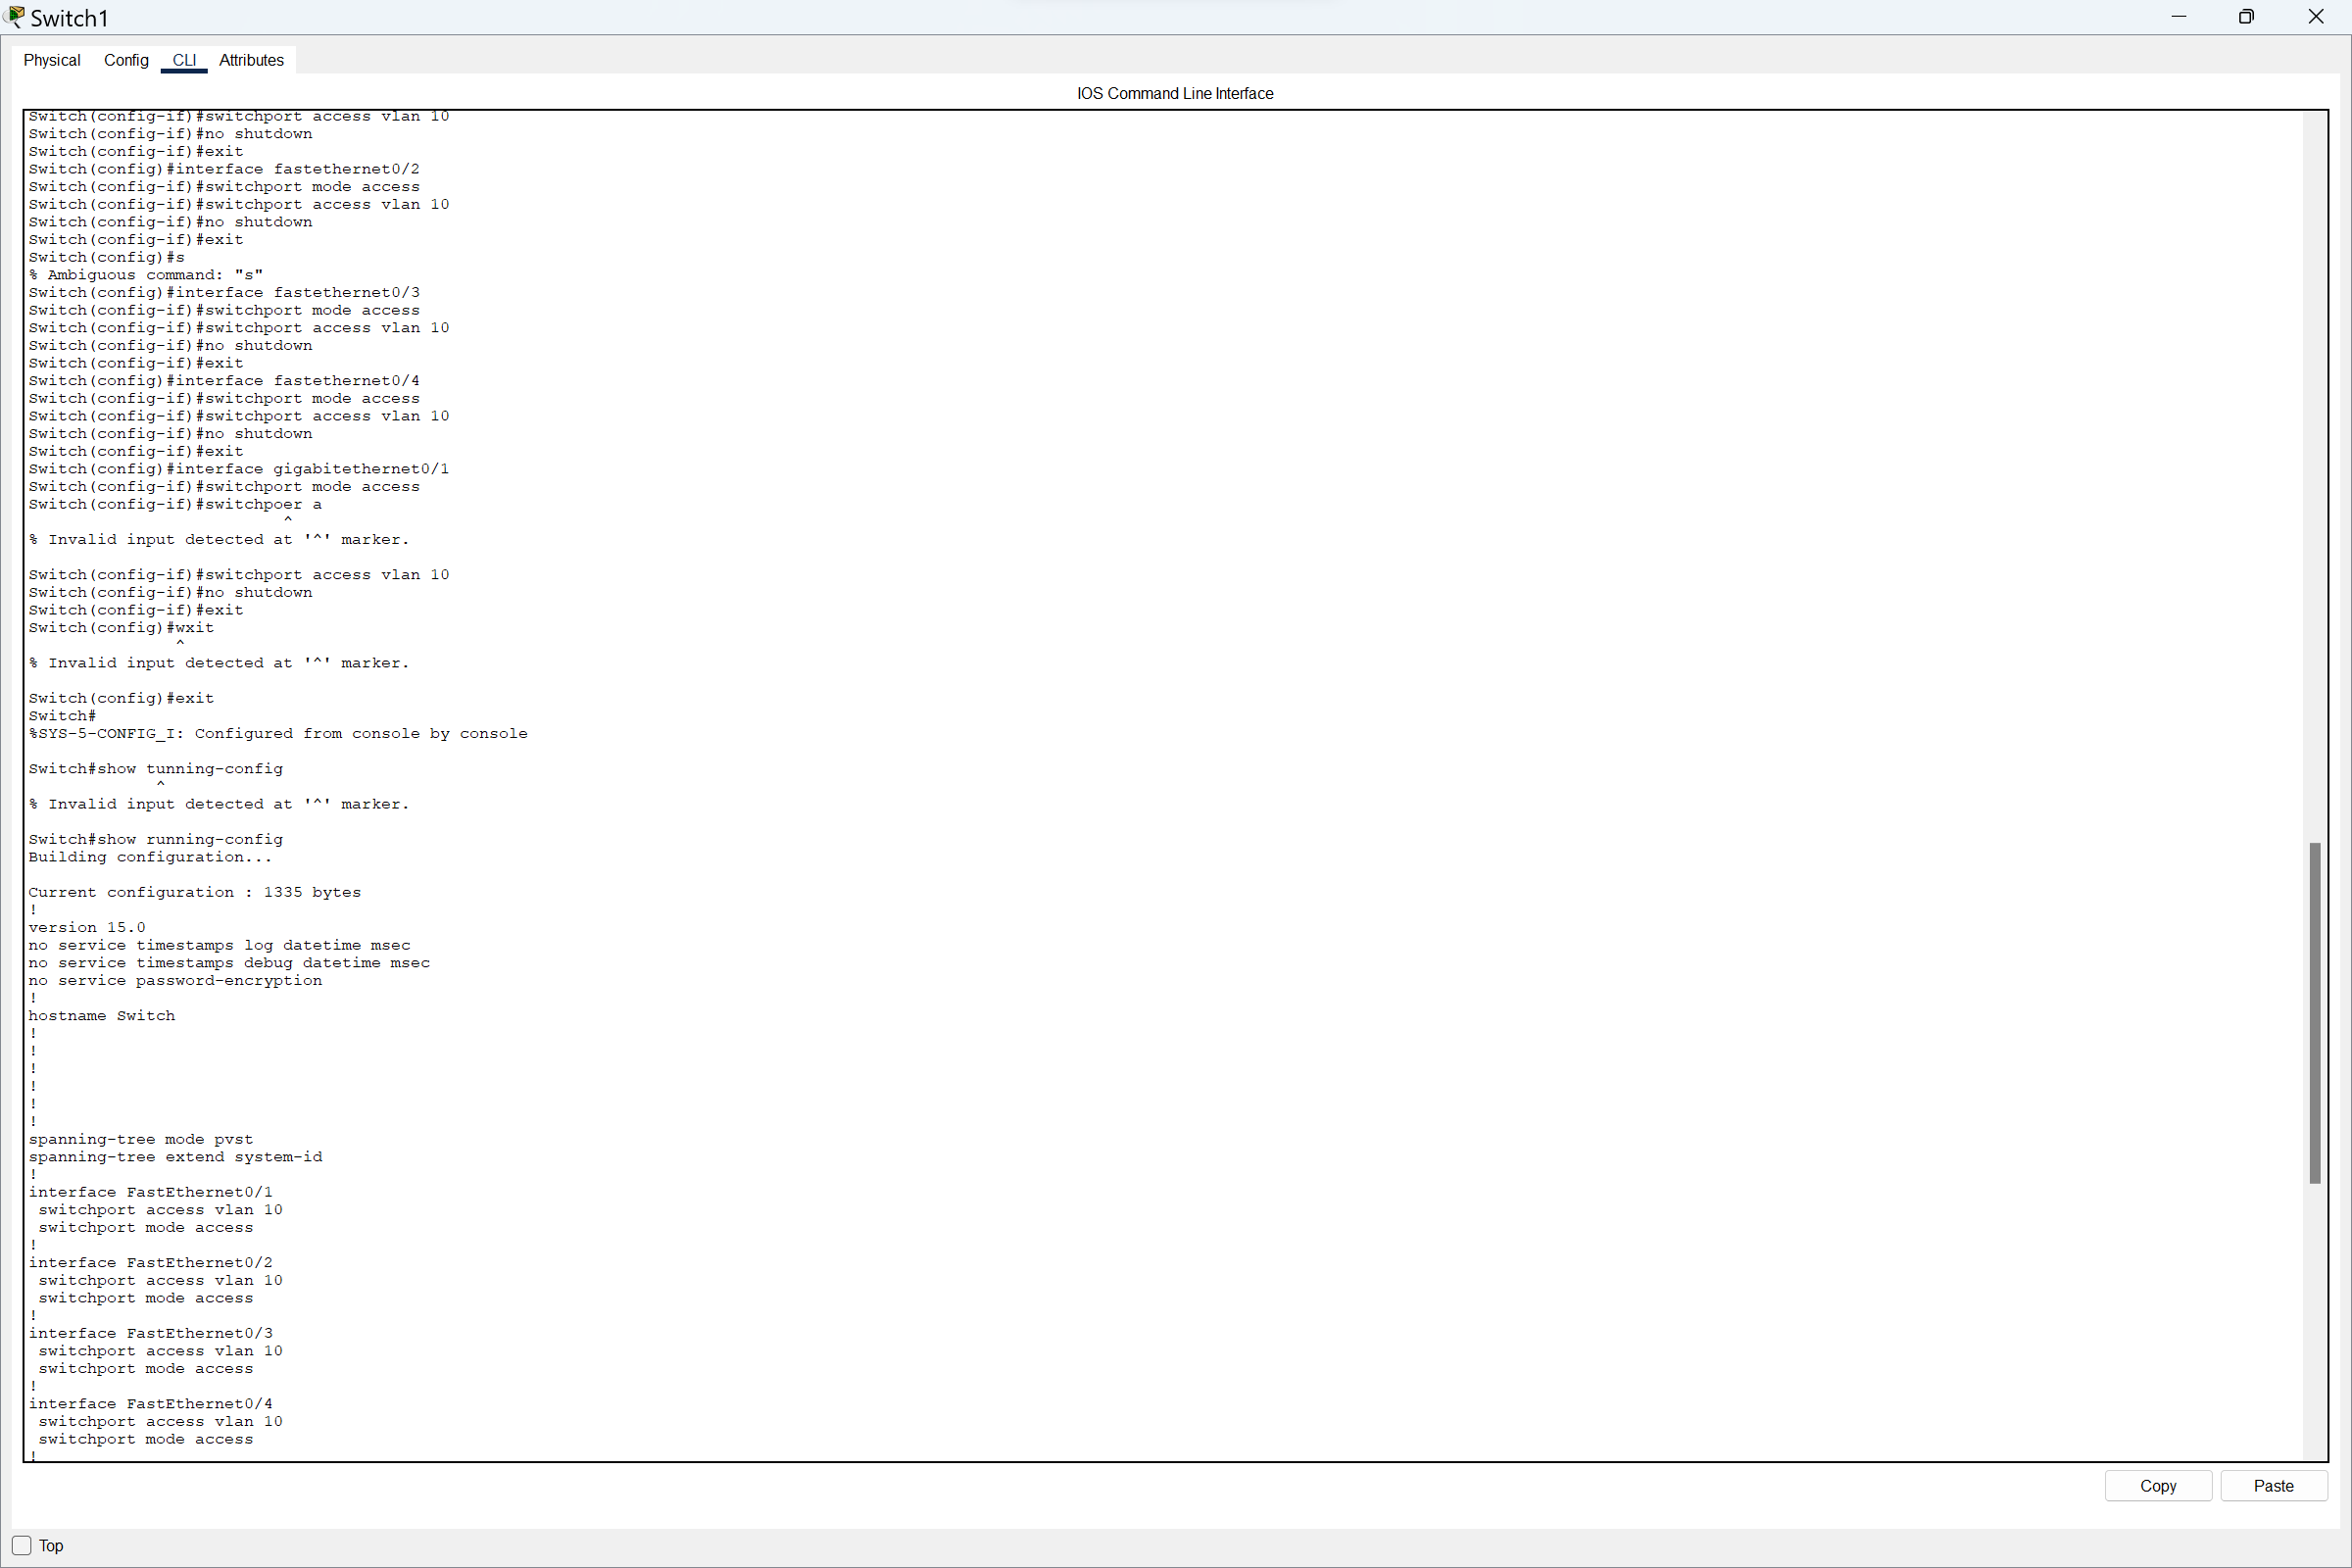 Switch1
Physical Config CLI Attributes
IOS Command Line Interface
Switch(config-if)#switchport access vlan 10
Switch(config-if)#no shutdown
Switch(config-if)#exit
Switch(config)#interface fastethernet0/2
Switch(config-if)#switchport mode access
Switch(config-if)#switchport access vlan 10
Switch(config-if)#no shutdown
Switch(config-if)#exit
Switch(config)#s
% Ambiguous command: "s"
Switch(config)#interface fastethernet0/3
Switch(config-if)#switchport mode access
Switch(config-if)#switchport access vlan 10
Switch(config-if)#no shutdown
Switch(config-if)#exit
Switch(config)#interface fastethernet0/4
Switch(config-if)#switchport mode access
Switch(config-if)#switchport access vlan 10
Switch(config-if)#no shutdown
Switch(config-if)#exit
Switch(config)#interface gigabitethernet0/1
Switch(config-if)#switchport mode access
Switch(config-if)#switchpoer a
^
% Invalid input detected at '^' marker.
Switch(config-if)#switchport access vlan 10
Switch(config-if)#no shutdown
Switch(config-if)#exit
Switch(config)#wxit
^
% Invalid input detected at '^' marker.
Switch(config)#exit
Switch#
%SYS-5-CONFIG_I: Configured from console by console
Switch#show tunning-config
^
% Invalid input detected at '^' marker.
Switch#show running-config
Building configuration...
Current configuration : 1335 bytes
!
version 15.0
no service timestamps log datetime msec
no service timestamps debug datetime msec
no service password-encryption
!
hostname Switch
!
!
!
!
!
!
spanning-tree mode pvst
spanning-tree extend system-id
!
interface FastEthernet0/1
switchport access vlan 10
switchport mode access
!
interface FastEthernet0/2
switchport access vlan 10
switchport mode access
!
interface FastEthernet0/3
switchport access vlan 10
switchport mode access
!
interface FastEthernet0/4
switchport access vlan 10
switchport mode access
!
Copy Paste
Top